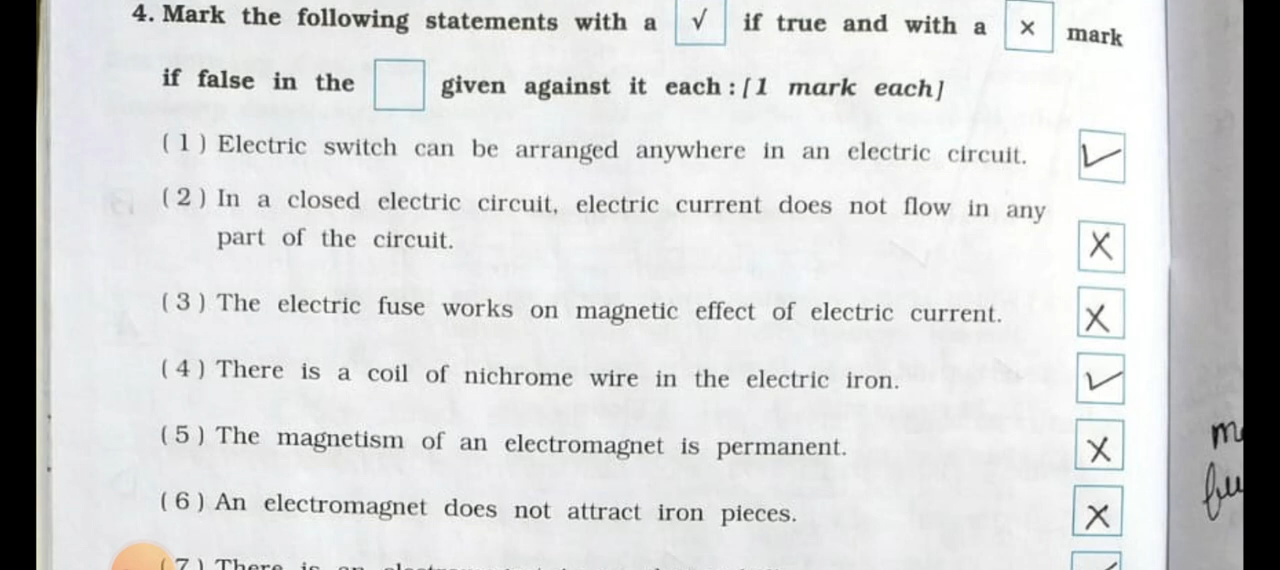 4. Mark the following statements with a √ if true and with a × mark
if false in the given against it each : [1 mark each]
(1) Electric switch can be arranged anywhere in an electric circuit. ✓
(2) In a closed electric circuit, electric current does not flow in any
part of the circuit. X
(3) The electric fuse works on magnetic effect of electric current. X
(4) There is a coil of nichrome wire in the electric iron. ✓
(5) The magnetism of an electromagnet is permanent. X
(6) An electromagnet does not attract iron pieces. X
(7) There is an